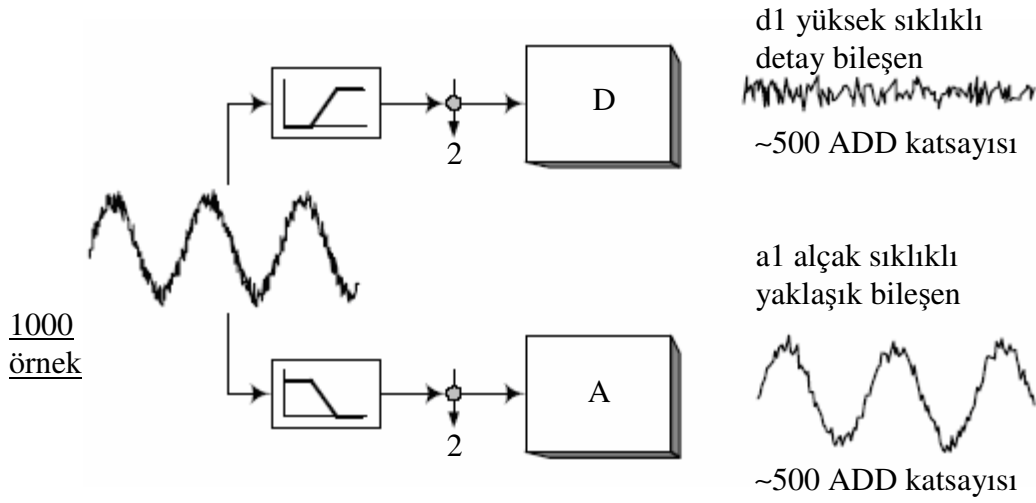 d1 yüksek sıklıklı
detay bileşen
D
2
~500 ADD katsayısı
a1 alçak sıklıklı
yaklaşık bileşen
1000
örnek
A
2
~500 ADD katsayısı